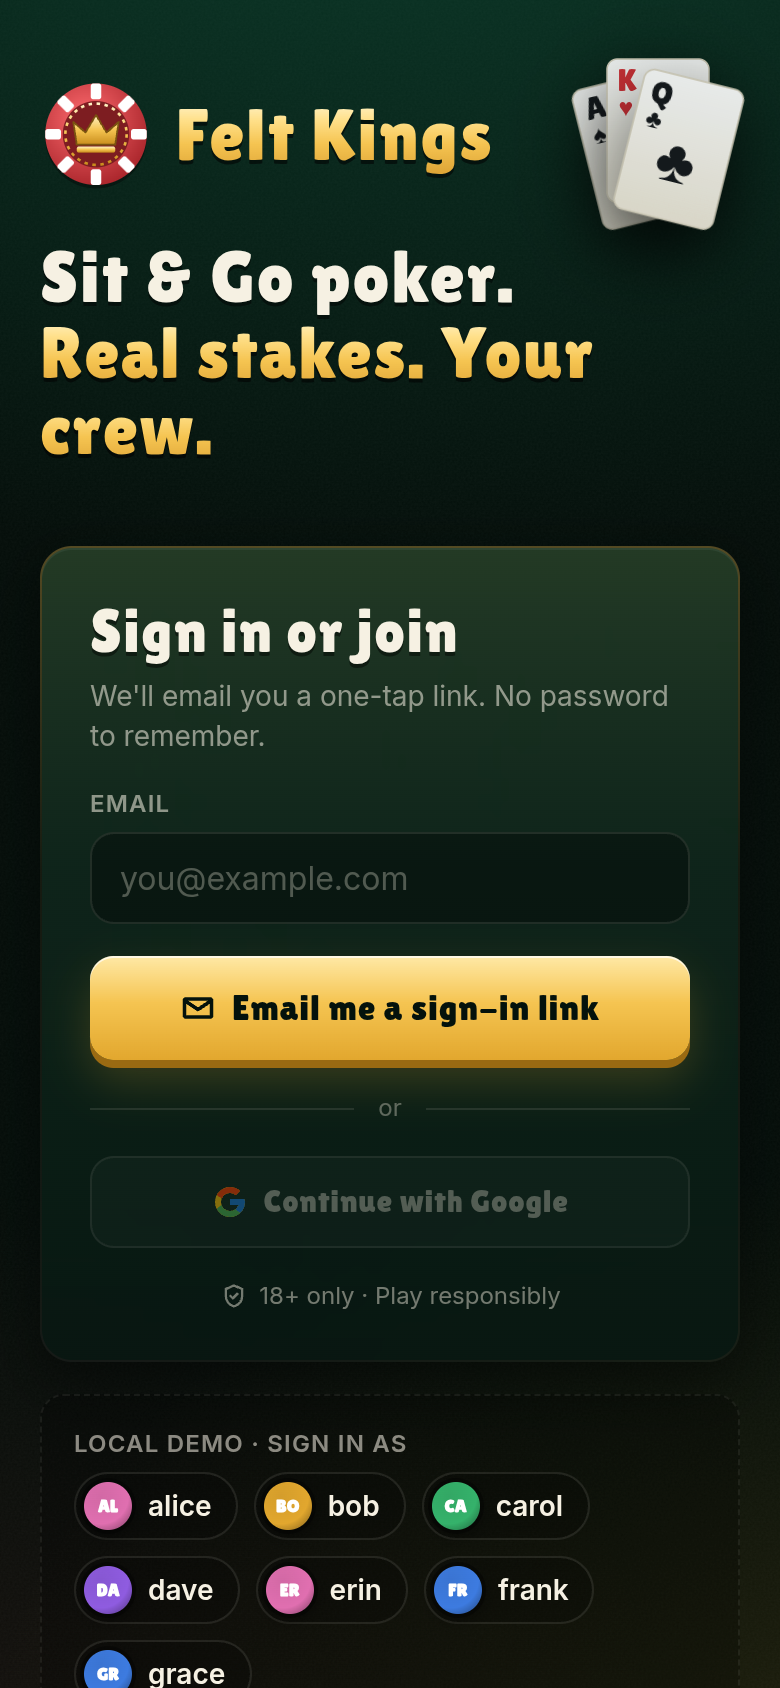 Felt Kings
A
K
Q
Sit & Go poker.
Real stakes. Your
crew.
Sign in or join
We'll email you a one-tap link. No password
to remember.
EMAIL
you@example.com
Email me a sign-in link
or
Continue with Google
18+ only · Play responsibly
LOCAL DEMO · SIGN IN AS
AL alice BO bob CA carol
DA dave ER erin FR frank
GR grace